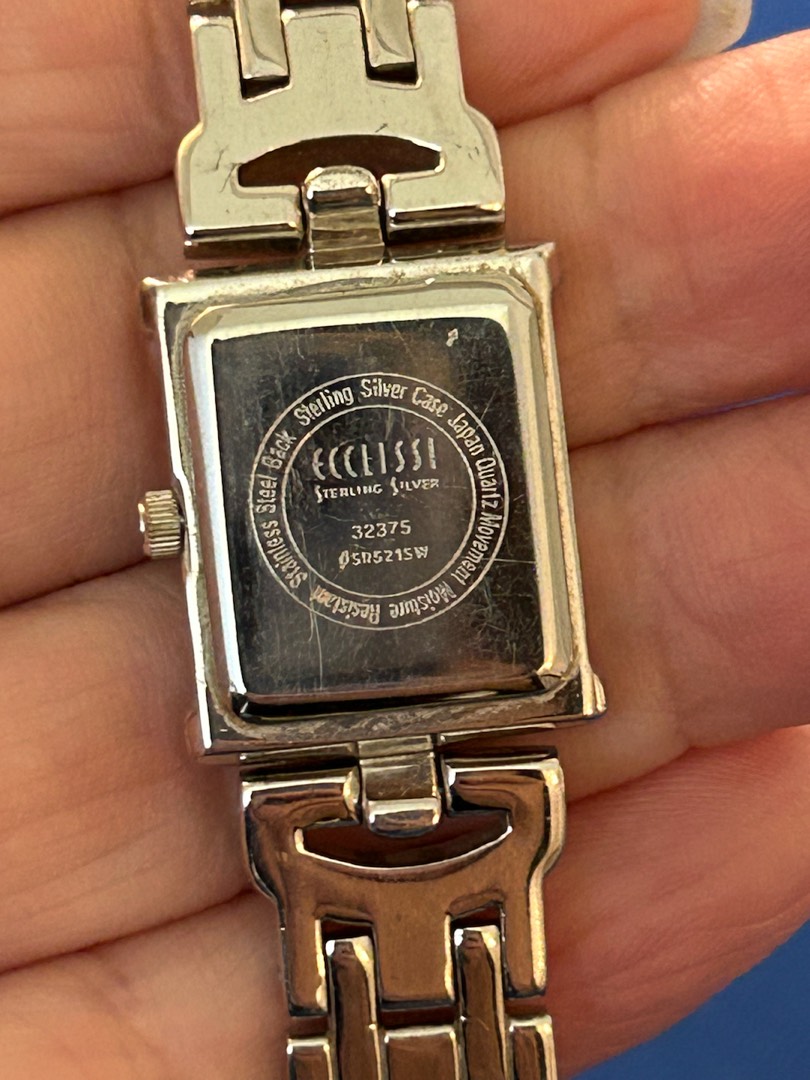 Stainless Steel Back Sterling Silver Case Japan Quartz Movement Moisture Resistant
ECCLISSI
STERLING SILVER
32375
ØSR521SW